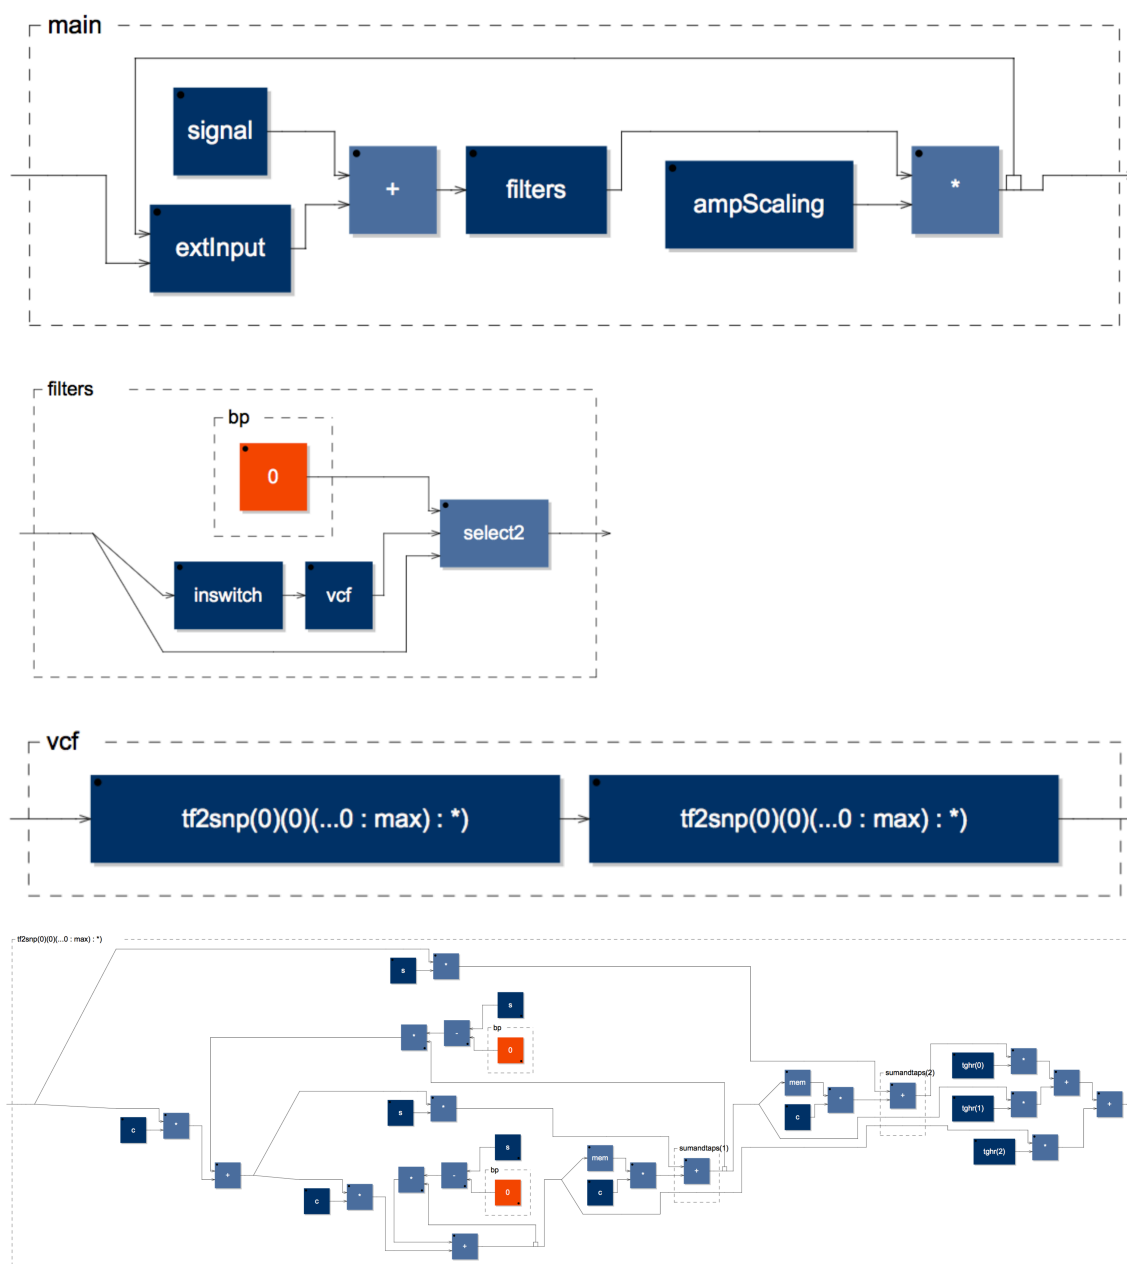 main
signal
+
filters
ampScaling
*
extInput
filters
bp
0
select2
inswitch
vcf
vcf
tf2snp(0)(0)(...0 : max) : *)
tf2snp(0)(0)(...0 : max) : *)
tf2snp(0)(0)(...0 : max) : *)
s
*
s
bp
*
-
0
mem
sumandtaps(2)
tghr(0)
*
+
c
*
+
s
*
c
*
tghr(1)
*
+
c
*
sumandtaps(1)
s
mem
tghr(2)
*
bp
*
-
0
+
*
+
c
*
c
+